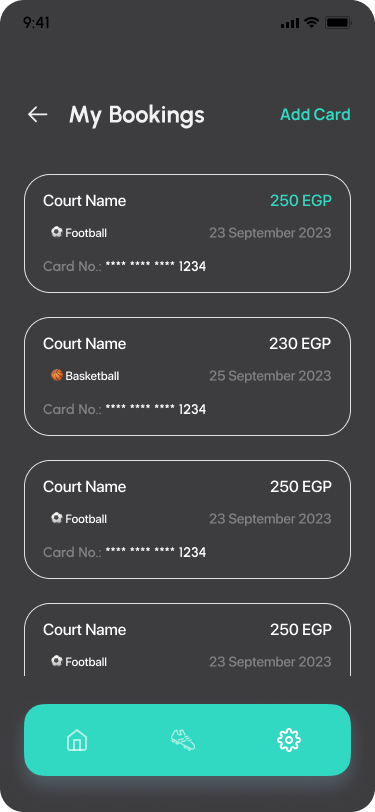 9:41
My Bookings
Add Card
Court Name 250 EGP
Football 23 September 2023
Card No.: **** **** **** 1234
Court Name 230 EGP
Basketball 25 September 2023
Card No.: **** **** **** 1234
Court Name 250 EGP
Football 23 September 2023
Card No.: **** **** **** 1234
Court Name 250 EGP
Football 23 September 2023